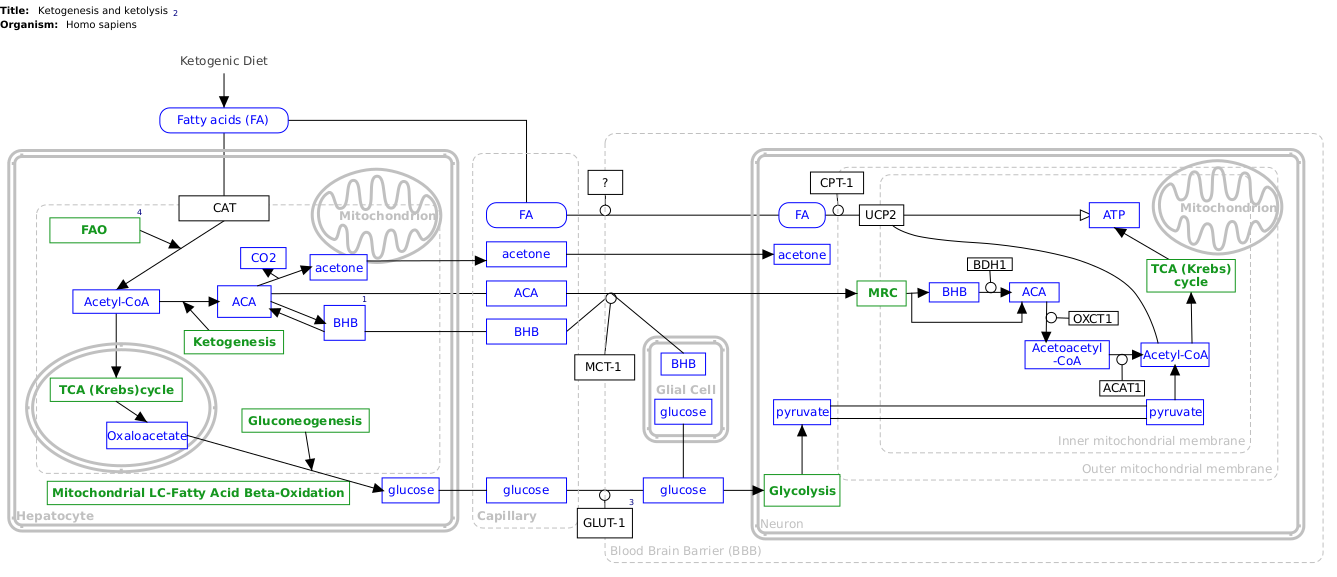 Title: Ketogenesis and ketolysis 2
Organism: Homo sapiens
Ketogenic Diet
Fatty acids (FA)
CAT
Mitochondrion
4
FAO
CO2
acetone
Acetyl-CoA
ACA
1
BHB
Ketogenesis
TCA (Krebs)cycle
Oxaloacetate
Gluconeogenesis
Mitochondrial LC-Fatty Acid Beta-Oxidation
glucose
Hepatocyte
FA
acetone
ACA
BHB
glucose
Capillary
?
MCT-1
BHB
Glial Cell
glucose
glucose
GLUT-1
3
Blood Brain Barrier (BBB)
CPT-1
FA
UCP2
ATP
Mitochondrion
acetone
TCA (Krebs)
cycle
BDH1
MRC
BHB
ACA
OXCT1
Acetoacetyl
-CoA
Acetyl-CoA
ACAT1
pyruvate
pyruvate
Inner mitochondrial membrane
Outer mitochondrial membrane
Glycolysis
Neuron